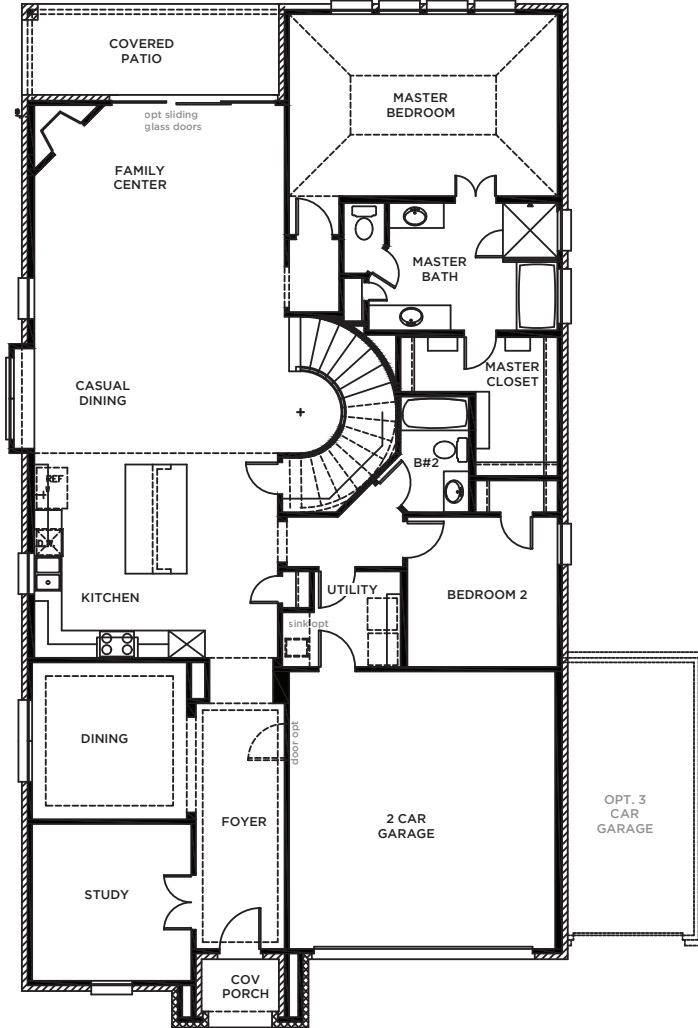 COVERED
PATIO
MASTER
BEDROOM
opt sliding
glass doors
FAMILY
CENTER
MASTER
BATH
MASTER
CLOSET
CASUAL
DINING
B#2
REF
D.W.
KITCHEN
UTILITY
BEDROOM 2
sink opt
DINING
door opt
FOYER
2 CAR
GARAGE
OPT. 3
CAR
GARAGE
STUDY
COV
PORCH